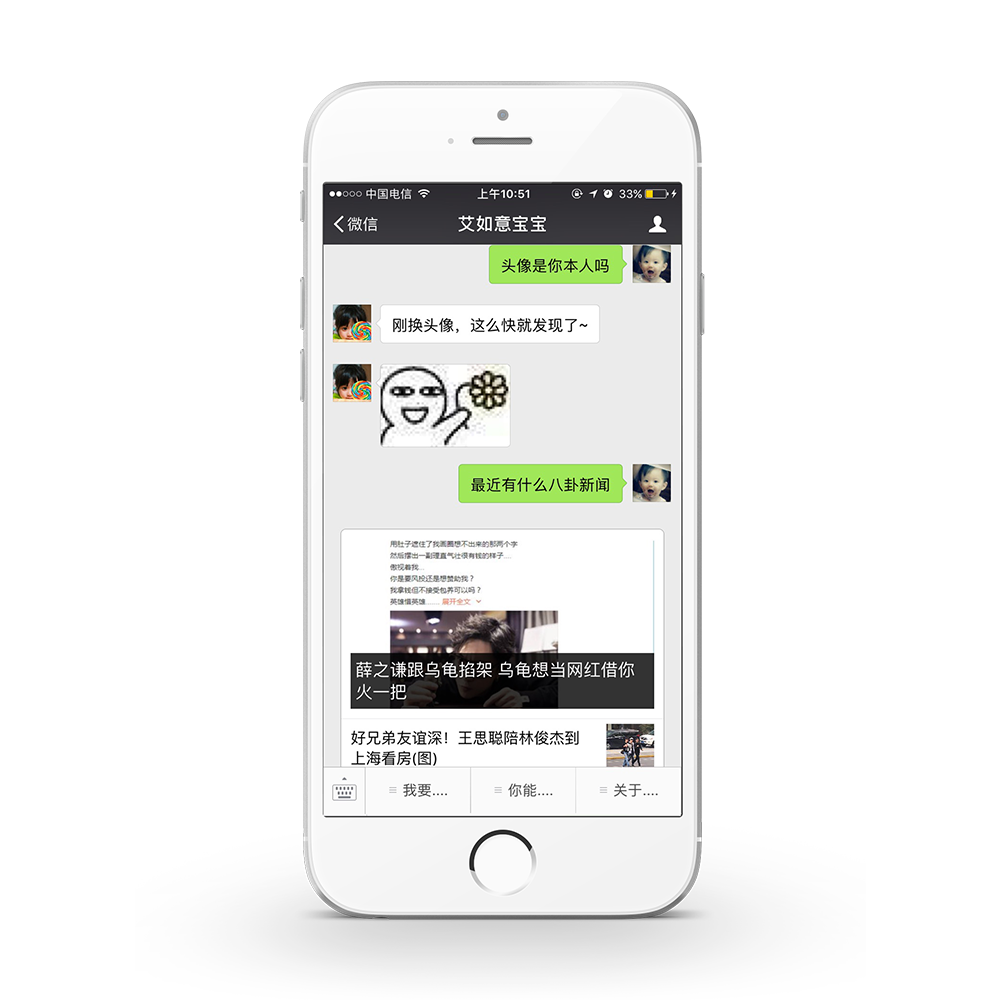 中国电信 上午10:51 33%
微信 艾如意宝宝
头像是你本人吗
刚换头像，这么快就发现了~
最近有什么八卦新闻
用肚子遮住了我画圈想不出来的那两个字
然后摆出一副理直气壮很有钱的样子....
傲视着我...
你是要风投还是想赞助我？
我拿钱但不接受包养可以吗？
英雄惜英雄....... 展开全文
薛之谦跟乌龟掐架 乌龟想当网红借你
火一把
好兄弟友谊深！王思聪陪林俊杰到
上海看房(图)
我要.... 你能.... 关于....